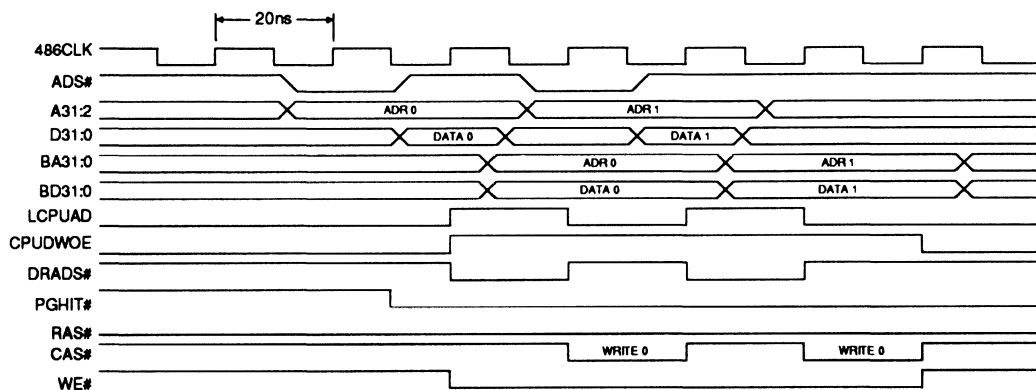 20ns
486CLK
ADS#
A31:2 ADR 0 ADR 1
D31:0 DATA 0 DATA 1
BA31:0 ADR 0 ADR 1
BD31:0 DATA 0 DATA 1
LCPUAD
CPUDWOE
DRADS#
PGHIT#
RAS#
CAS# WRITE 0 WRITE 0
WE#